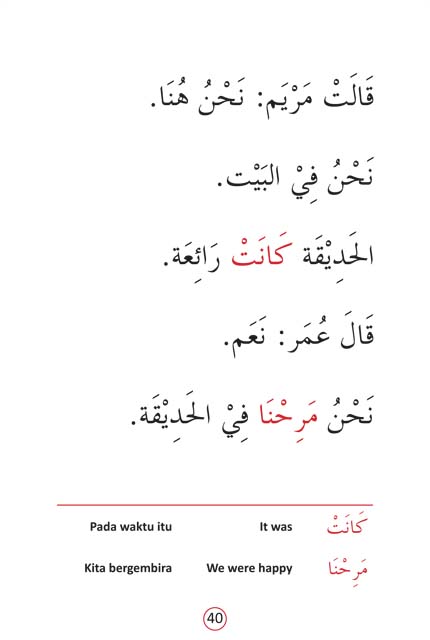 قَالَتْ مَرْيَم: نَحْنُ هُنَا.
نَحْنُ فِيْ البَيْت.
الحَدِيْقَة كَانَتْ رَائِعَة.
قَالَ عُمَر: نَعَم.
نَحْنُ مَرِحْنَا فِيْ الحَدِيْقَة.
Pada waktu itu It was كَانَتْ
Kita bergembira We were happy مَرِحْنَا
40